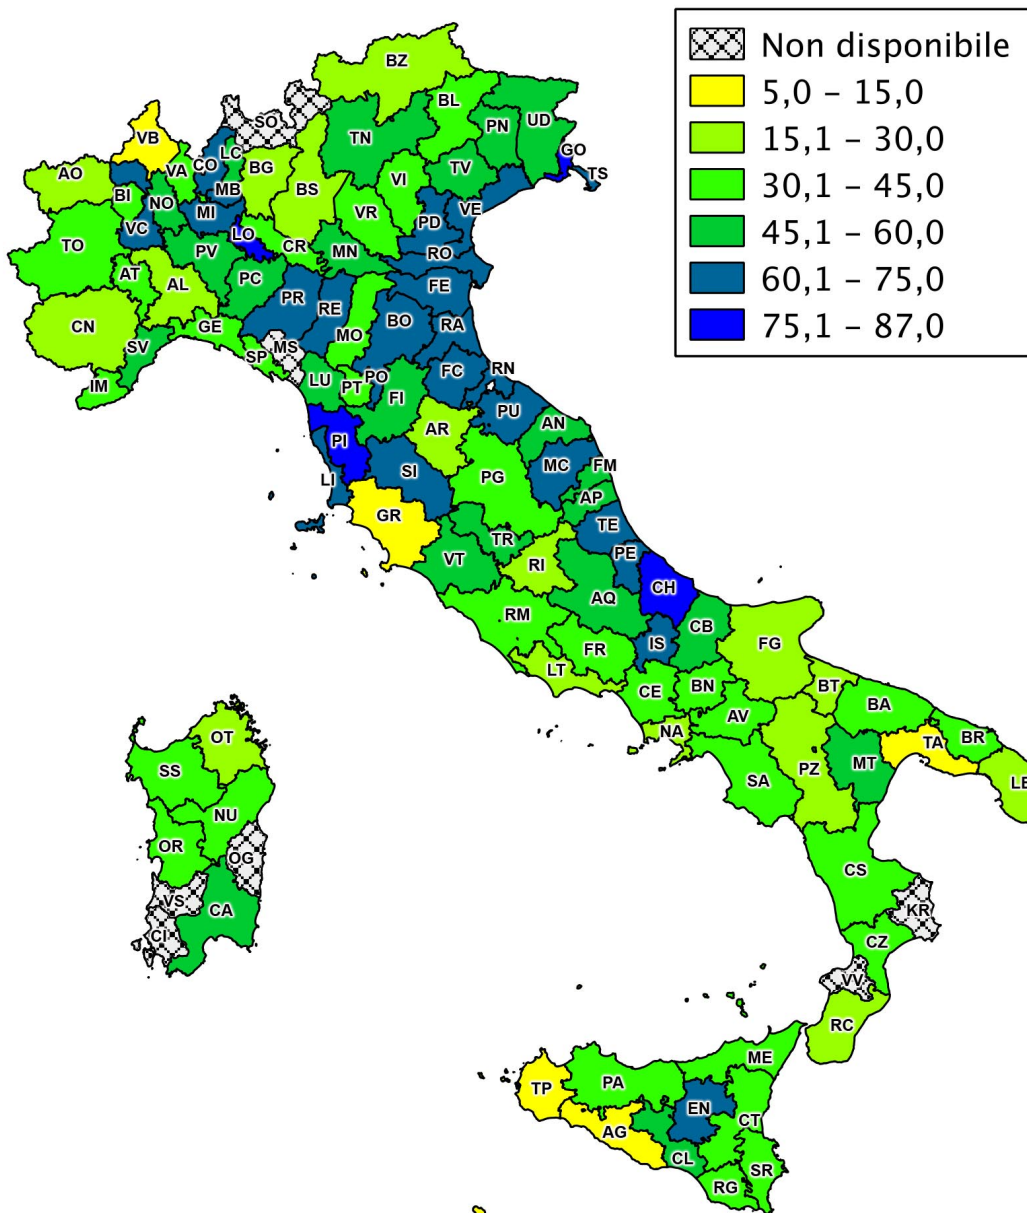 Non disponibile
5,0 – 15,0
15,1 – 30,0
30,1 – 45,0
45,1 – 60,0
60,1 – 75,0
75,1 – 87,0
BZ
BL
SO
TN
PN
UD
VB
LC
GO
AO
VA
CO
BG
TV
TS
BI
MB
BS
VI
NO
MI
VR
PD
VE
VC
LO
TO
PV
CR
MN
RO
AT
AL
PC
FE
PR
RE
CN
GE
BO
RA
SV
MS
MO
SP
FC
RN
IM
LU
PT
PO
FI
PU
AR
AN
PI
SI
MC
FM
LI
PG
AP
GR
TE
TR
PE
VT
RI
CH
AQ
RM
CB
FR
IS
FG
LT
CE
BN
BT
BA
AV
NA
TA
BR
OT
MT
SS
PZ
SA
LE
NU
OR
OG
CS
VS
CA
KR
CI
CZ
VV
RC
ME
TP
PA
EN
CT
AG
CL
SR
RG